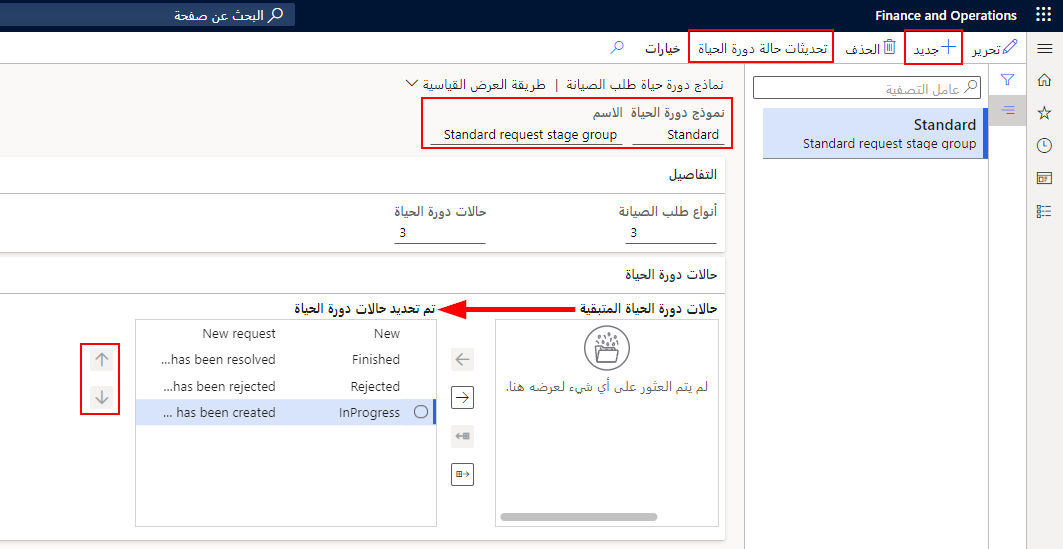 Finance and Operations
البحث عن صفحة
تحرير
جديد
الحذف
تحديثات حالة دورة الحياة
خيارات
عامل التصفية
Standard
Standard request stage group
نماذج دورة حياة طلب الصيانة | طريقة العرض القياسية
نموذج دورة الحياة
الاسم
Standard
Standard request stage group
التفاصيل
أنواع طلب الصيانة
حالات دورة الحياة
3
3
حالات دورة الحياة
حالات دورة الحياة المتبقية
تم تحديد حالات دورة الحياة
لم يتم العثور على أي شيء لعرضه هنا.
New
New request
Finished
...has been resolved
Rejected
...has been rejected
InProgress
... has been created